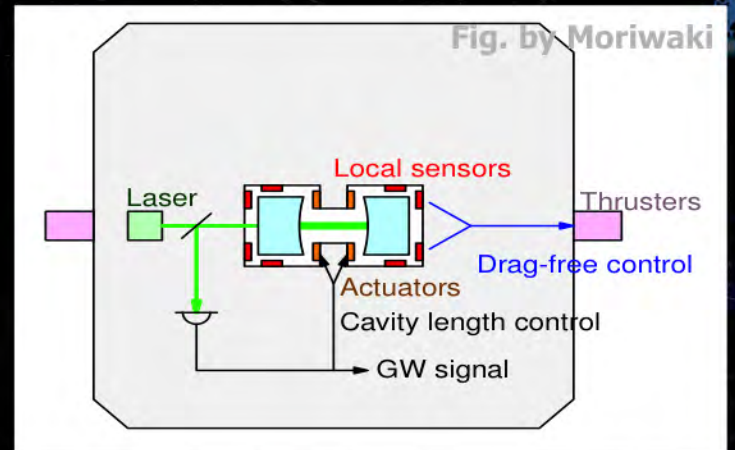 Fig. by Moriwaki
Local sensors
Laser
Thrusters
Drag-free control
Actuators
Cavity length control
GW signal